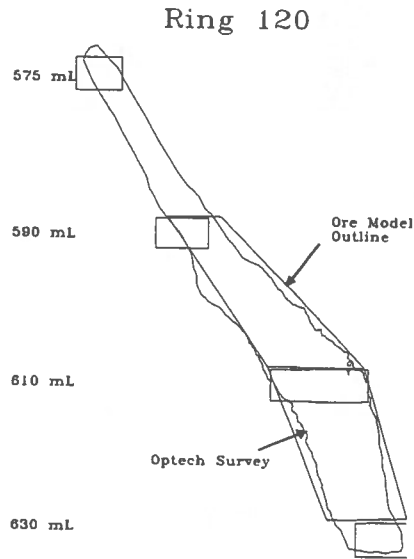 Ring 120
575 mL
590 mL
Ore Model
Outline
610 mL
Optech Survey
630 mL